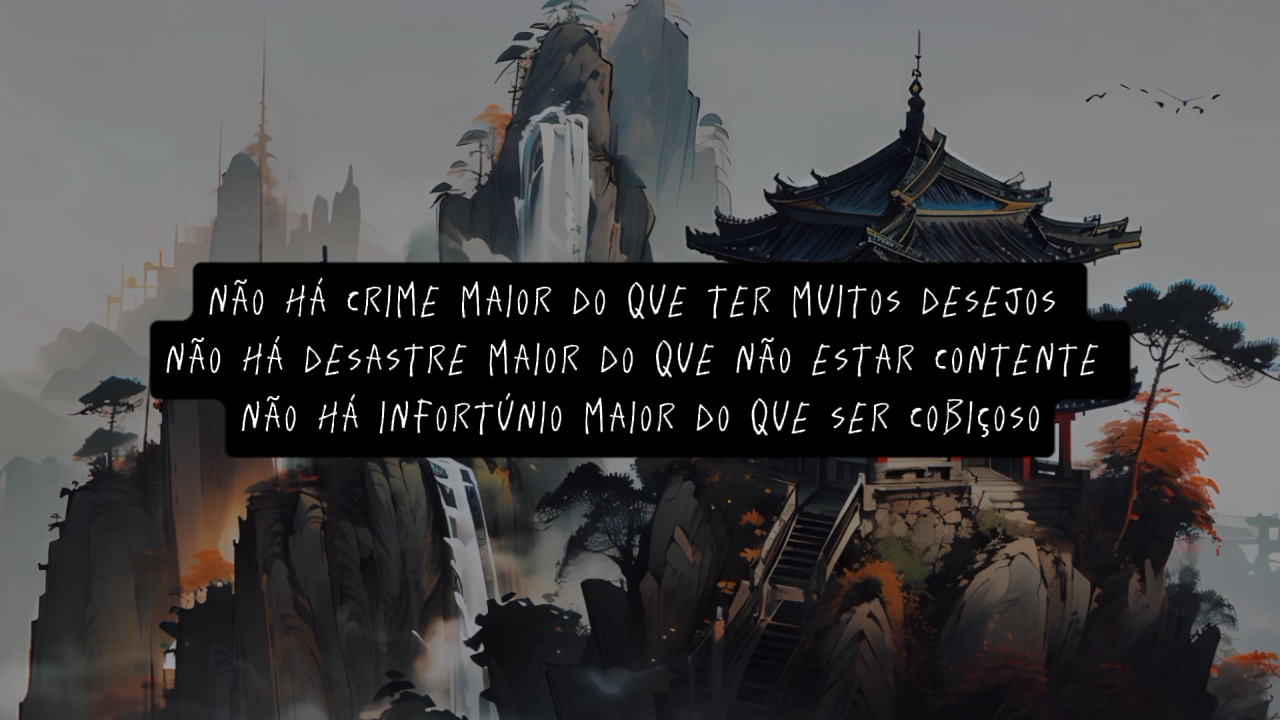 NÃO HÁ CRIME MAIOR DO QUE TER MUITOS DESEJOS
NÃO HÁ DESASTRE MAIOR DO QUE NÃO ESTAR CONTENTE
NÃO HÁ INFORTÚNIO MAIOR DO QUE SER COBIÇOSO